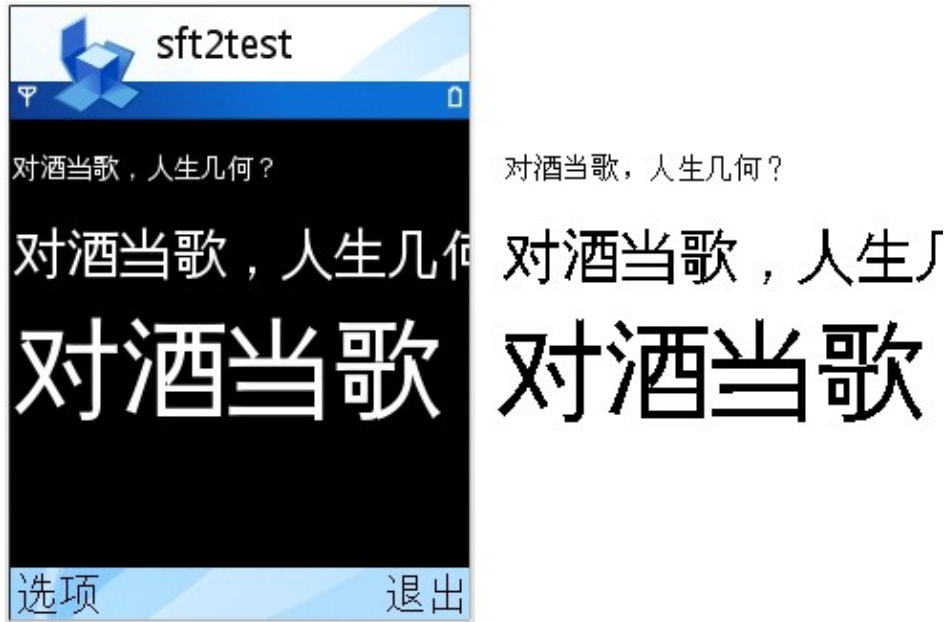 sft2test
对酒当歌，人生几何？
对酒当歌，人生几何
对酒当歌
选项
退出
对酒当歌，人生几何？
对酒当歌，人生几
对酒当歌